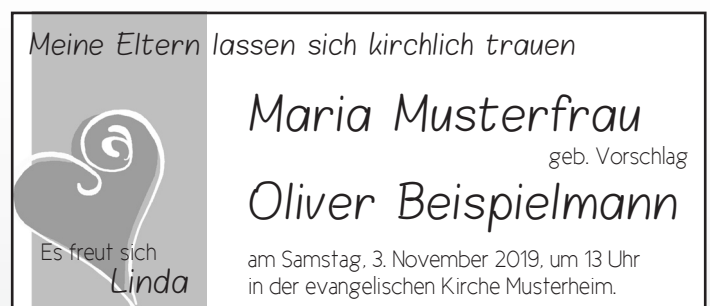 Meine Eltern lassen sich kirchlich trauen
Maria Musterfrau
geb. Vorschlag
Oliver Beispielmann
am Samstag, 3. November 2019, um 13 Uhr
in der evangelischen Kirche Musterheim.
Es freut sich
Linda